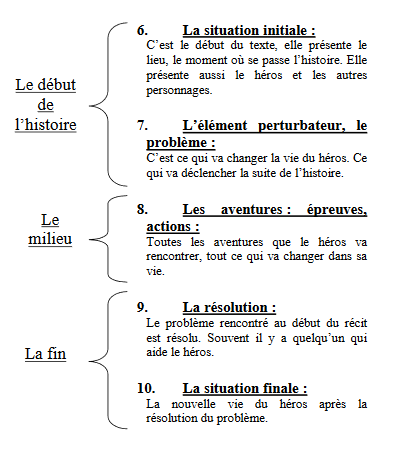 6. La situation initiale :
C'est le début du texte, elle présente le
lieu, le moment où se passe l'histoire. Elle
présente aussi le héros et les autres
personnages.
Le début
de
l'histoire
7. L'élément perturbateur, le
problème :
C'est ce qui va changer la vie du héros. Ce
qui va déclencher la suite de l'histoire.
8. Les aventures : épreuves,
actions :
Le
milieu
Toutes les aventures que le héros va
rencontrer, tout ce qui va changer dans sa
vie.
9. La résolution :
Le problème rencontré au début du récit
est résolu. Souvent il y a quelqu'un qui
aide le héros.
La fin
10. La situation finale :
La nouvelle vie du héros après la
résolution du problème.